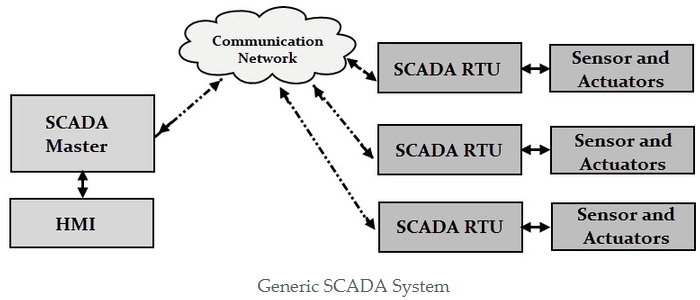 Communication
Network
SCADA RTU
Sensor and
Actuators
SCADA
Master
SCADA RTU
Sensor and
Actuators
HMI
SCADA RTU
Sensor and
Actuators
Generic SCADA System